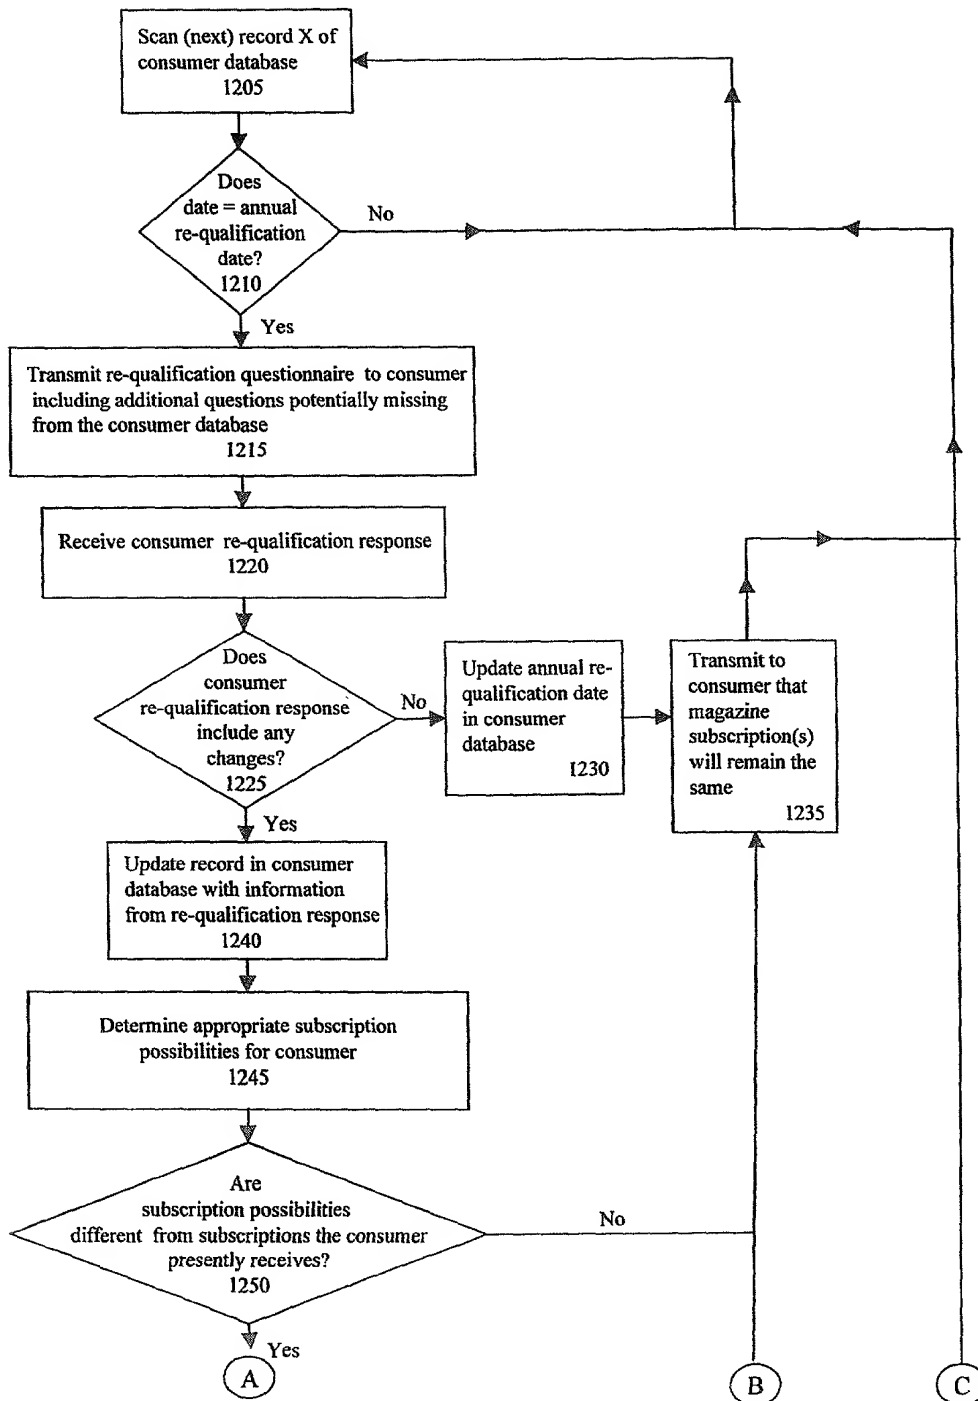 Scan (next) record X of
consumer database
1205
Does
date = annual
re-qualification
date?
1210
No
Yes
Transmit re-qualification questionnaire to consumer
including additional questions potentially missing
from the consumer database
1215
Receive consumer re-qualification response
1220
Does
consumer
re-qualification response
include any
changes?
1225
No
Update annual re-
qualification date
in consumer
database
1230
Transmit to
consumer that
magazine
subscription(s)
will remain the
same
1235
Yes
Update record in consumer
database with information
from re-qualification response
1240
Determine appropriate subscription
possibilities for consumer
1245
Are
subscription possibilities
different from subscriptions the consumer
presently receives?
1250
No
Yes
A
B
C